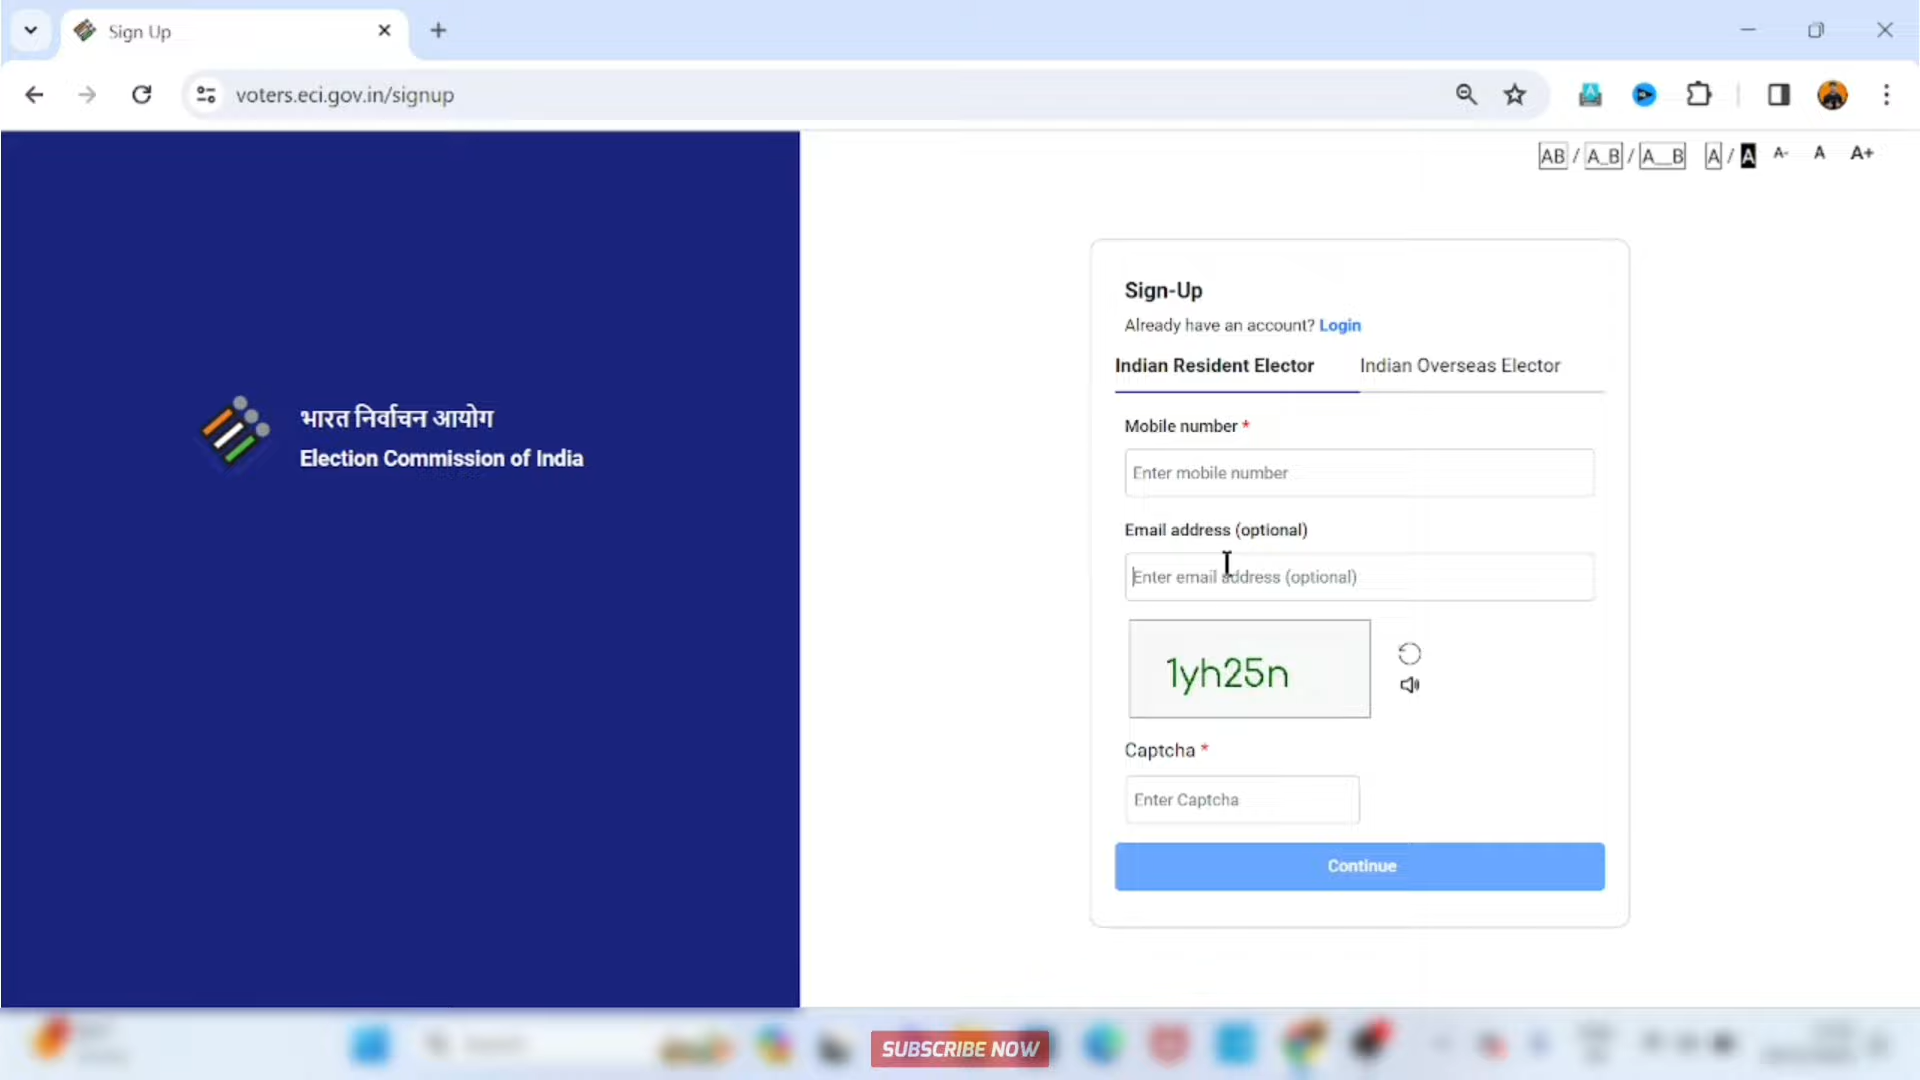 Sign Up
voters.eci.gov.in/signup
AB / A_B / A__B A / A A- A A+
भारत निर्वाचन आयोग
Election Commission of India
Sign-Up
Already have an account? Login
Indian Resident Elector Indian Overseas Elector
Mobile number *
Enter mobile number
Email address (optional)
Enter email address (optional)
1yh25n
Captcha *
Enter Captcha
Continue
SUBSCRIBE NOW